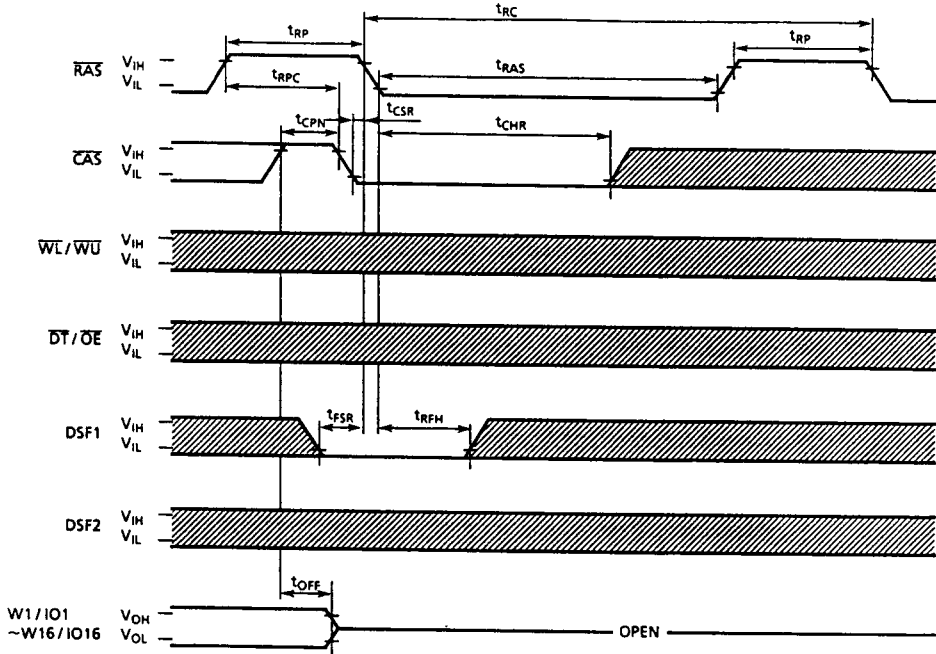 tRC
tRP tRP
RAS VIH
VIL
tRAS
tRPC
tCSR
tCPN tCHR
CAS VIH
VIL
WL/WU VIH
VIL
DT/OE VIH
VIL
tFSR tRFH
DSF1 VIH
VIL
DSF2 VIH
VIL
tOFF
W1/IO1 VOH
~W16/IO16 VOL
OPEN